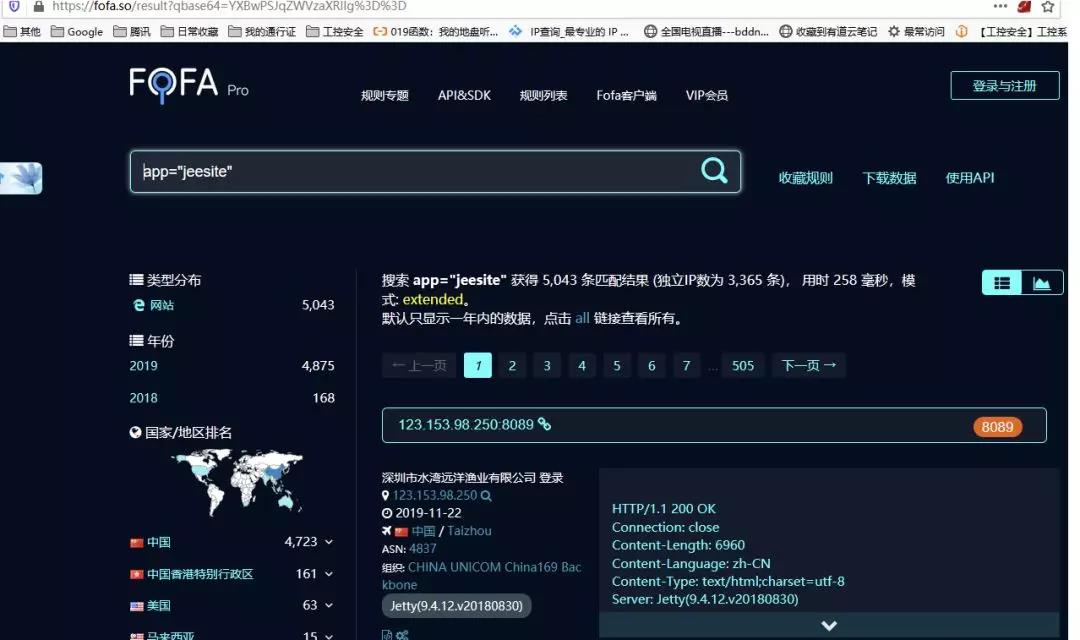 https://fofa.so/result?qbase64=YXBwPSJqZWVzaXRlIg%3D%3D
其他 Google 腾讯 日常收藏 我的通行证 工控安全 019函数：我的地盘听... IP查询_最专业的 IP ... 全国电视直播---bddn... 收藏到有道云笔记 最常访问 【工控安全】工控系
FOFA Pro
规则专题 API&SDK 规则列表 Fofa客户端 VIP会员
登录与注册
app="jeesite"
收藏规则 下载数据 使用API
类型分布
网站 5,043
年份
2019 4,875
2018 168
国家/地区排名
中国 4,723
中国香港特别行政区 161
美国 63
马来西亚 15
搜索 app="jeesite" 获得 5,043 条匹配结果 (独立IP数为 3,365 条)， 用时 258 毫秒，模
式: extended。
默认只显示一年内的数据，点击 all 链接查看所有。
←上一页 1 2 3 4 5 6 7 ... 505 下一页→
123.153.98.250:8089 8089
深圳市水湾远洋渔业有限公司 登录
123.153.98.250
2019-11-22
中国 / Taizhou
ASN: 4837
组织: CHINA UNICOM China169 Bac
kbone
Jetty(9.4.12.v20180830)
HTTP/1.1 200 OK
Connection: close
Content-Length: 6960
Content-Language: zh-CN
Content-Type: text/html;charset=utf-8
Server: Jetty(9.4.12.v20180830)